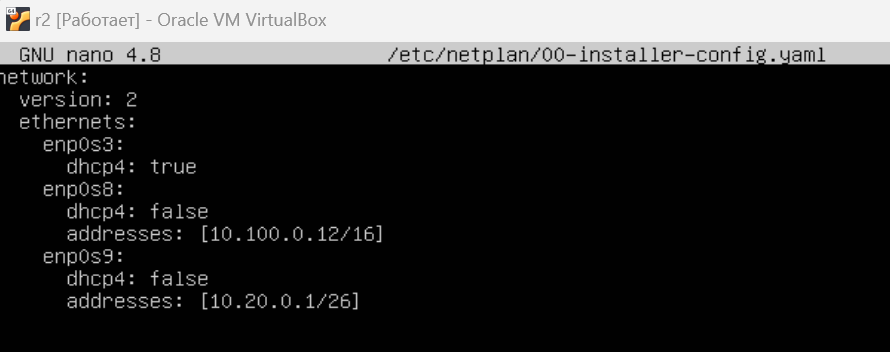 64
r2 [Работает] - Oracle VM VirtualBox
GNU nano 4.8 /etc/netplan/00-installer-config.yaml
network:
  version: 2
  ethernets:
    enp0s3:
      dhcp4: true
    enp0s8:
      dhcp4: false
      addresses: [10.100.0.12/16]
    enp0s9:
      dhcp4: false
      addresses: [10.20.0.1/26]